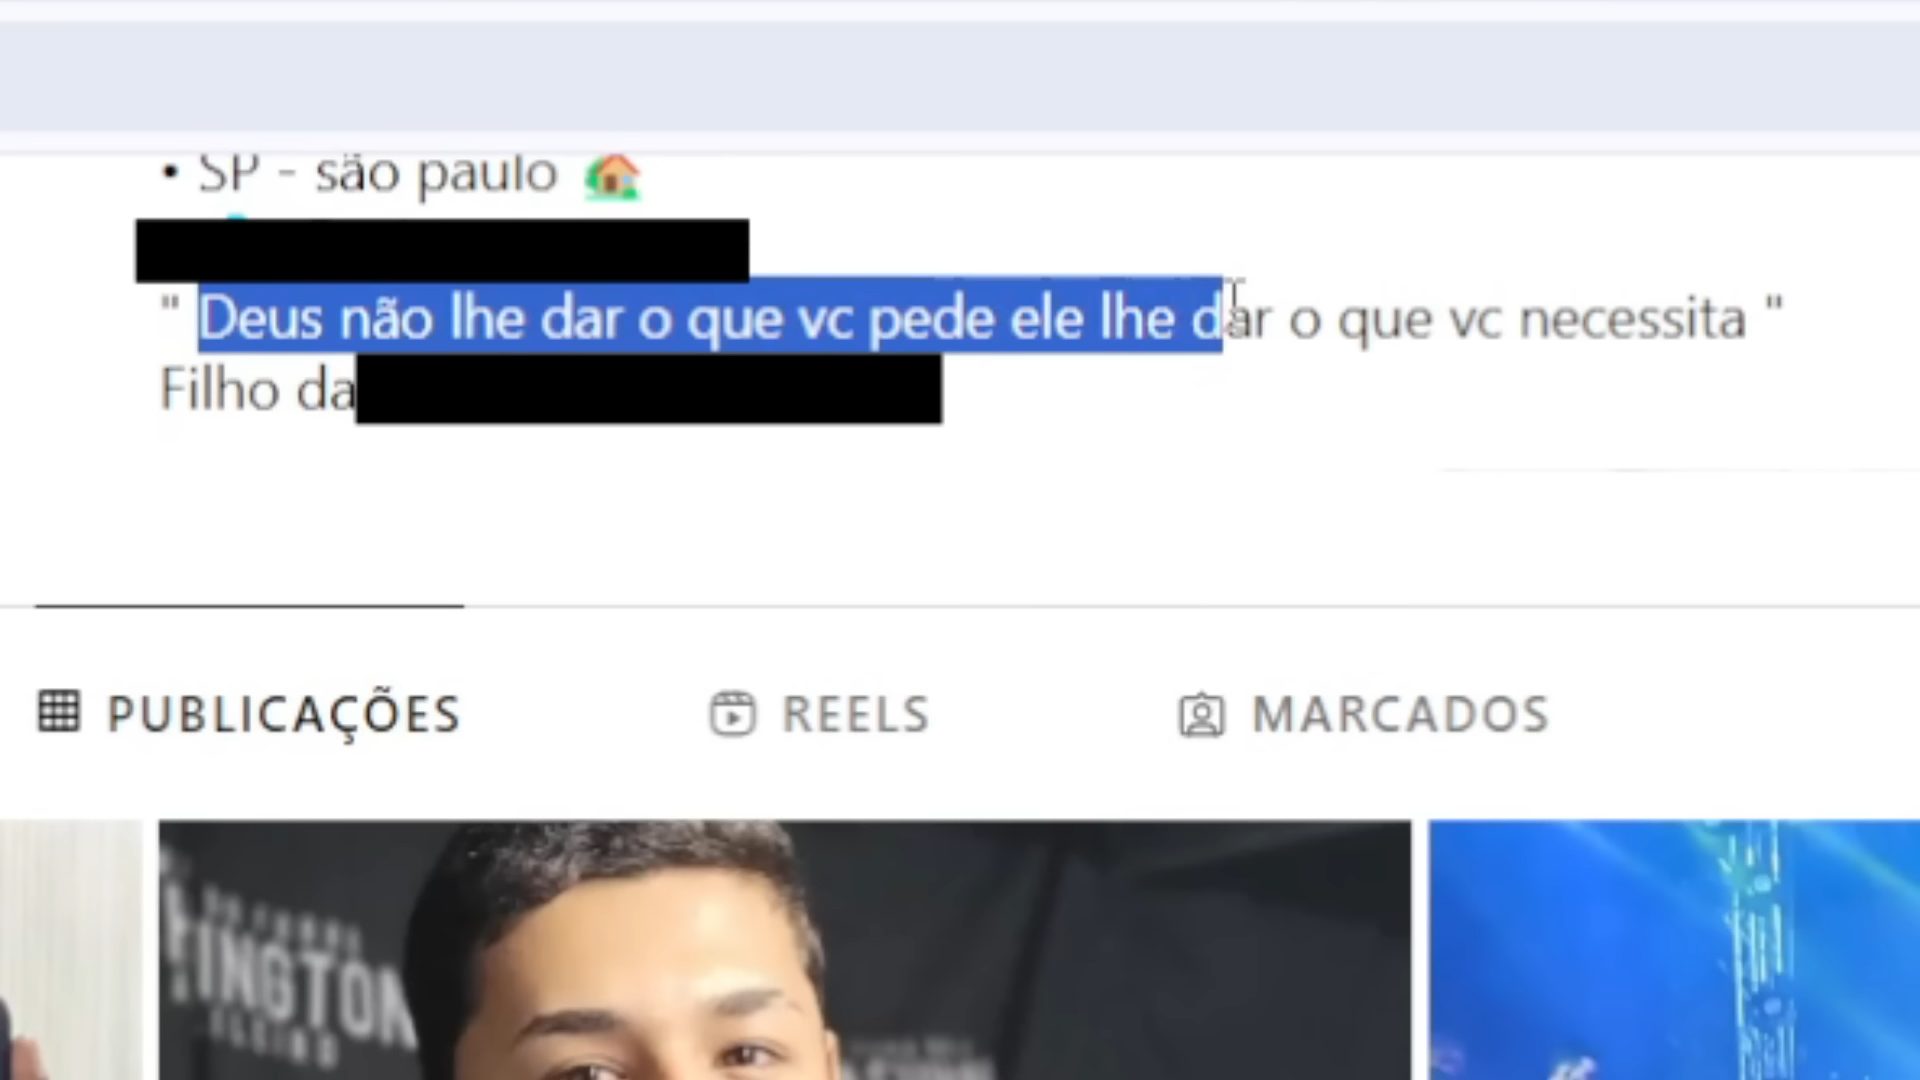 • SP - são paulo
" Deus não lhe dar o que vc pede ele lhe dar o que vc necessita "
Filho da
PUBLICAÇÕES
REELS
MARCADOS
INGTON